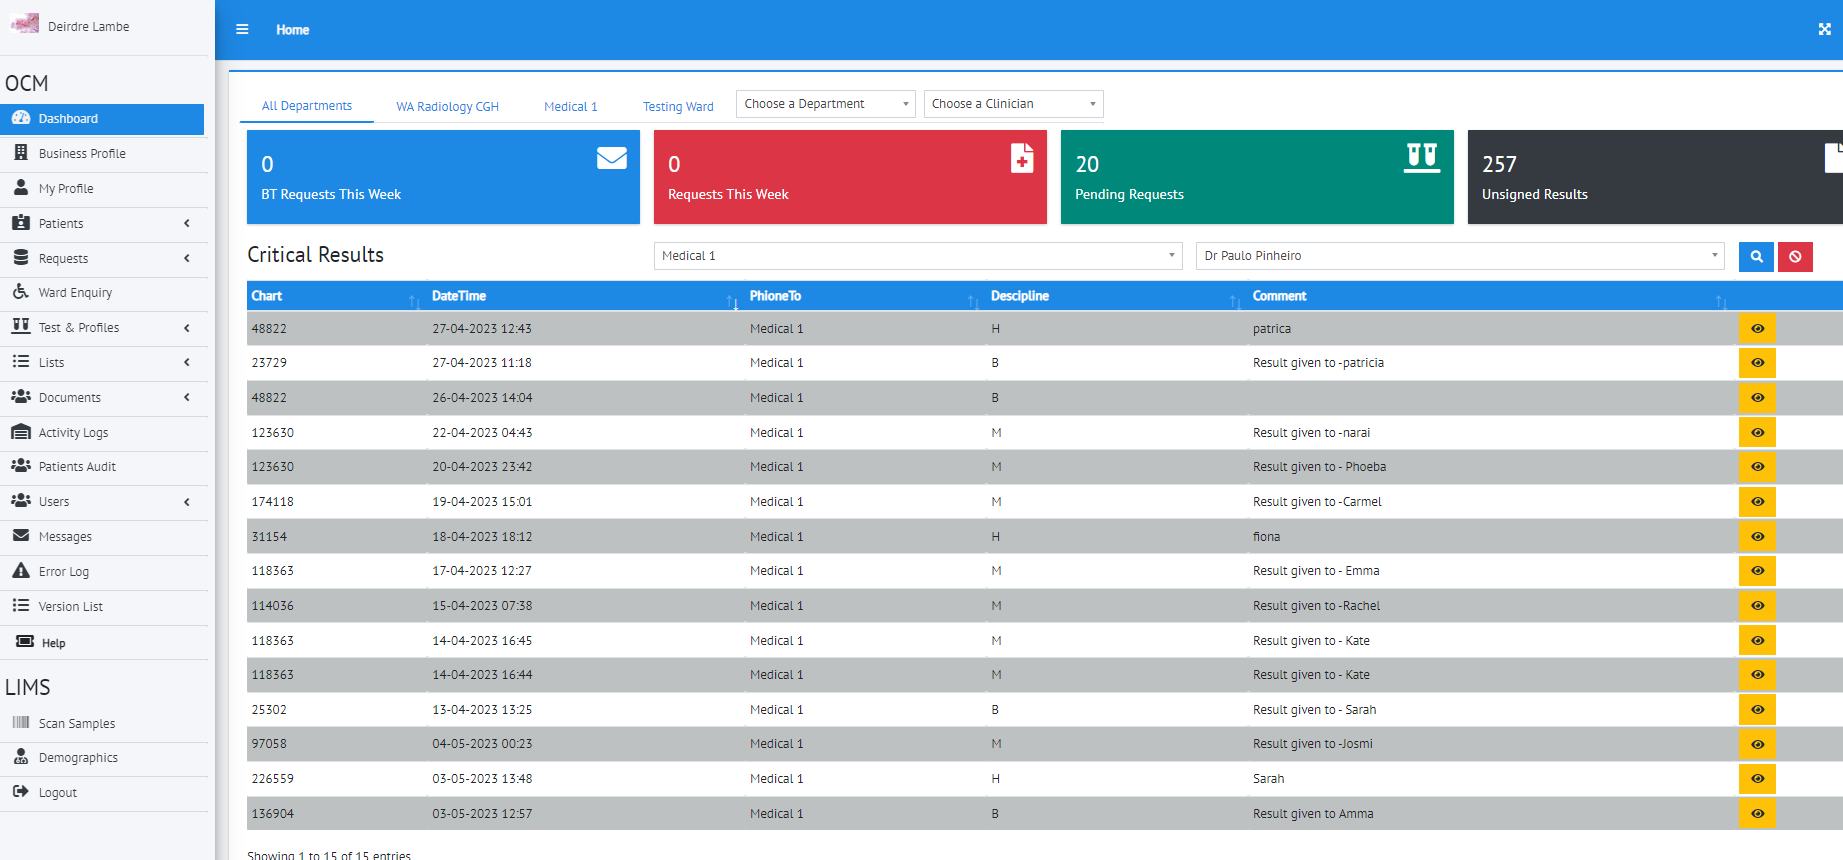 Deirdre Lambe
Home
OCM
Dashboard
Business Profile
My Profile
Patients
Requests
Ward Enquiry
Test & Profiles
Lists
Documents
Activity Logs
Patients Audit
Users
Messages
Error Log
Version List
Help
LIMS
Scan Samples
Demographics
Logout
All Departments WA Radiology CGH Medical 1 Testing Ward Choose a Department Choose a Clinician
0
BT Requests This Week
0
Requests This Week
20
Pending Requests
257
Unsigned Results
Critical Results Medical 1 Dr Paulo Pinheiro
Chart DateTime PhioneTo Descipline Comment
48822 27-04-2023 12:43 Medical 1 H patrica
23729 27-04-2023 11:18 Medical 1 B Result given to -patricia
48822 26-04-2023 14:04 Medical 1 B
123630 22-04-2023 04:43 Medical 1 M Result given to -narai
123630 20-04-2023 23:42 Medical 1 M Result given to - Phoeba
174118 19-04-2023 15:01 Medical 1 M Result given to -Carmel
31154 18-04-2023 18:12 Medical 1 H fiona
118363 17-04-2023 12:27 Medical 1 M Result given to - Emma
114036 15-04-2023 07:38 Medical 1 M Result given to -Rachel
118363 14-04-2023 16:45 Medical 1 M Result given to - Kate
118363 14-04-2023 16:44 Medical 1 M Result given to - Kate
25302 13-04-2023 13:25 Medical 1 B Result given to - Sarah
97058 04-05-2023 00:23 Medical 1 M Result given to -Josmi
226559 03-05-2023 13:48 Medical 1 H Sarah
136904 03-05-2023 12:57 Medical 1 B Result given to Amma
Showing 1 to 15 of 15 entries